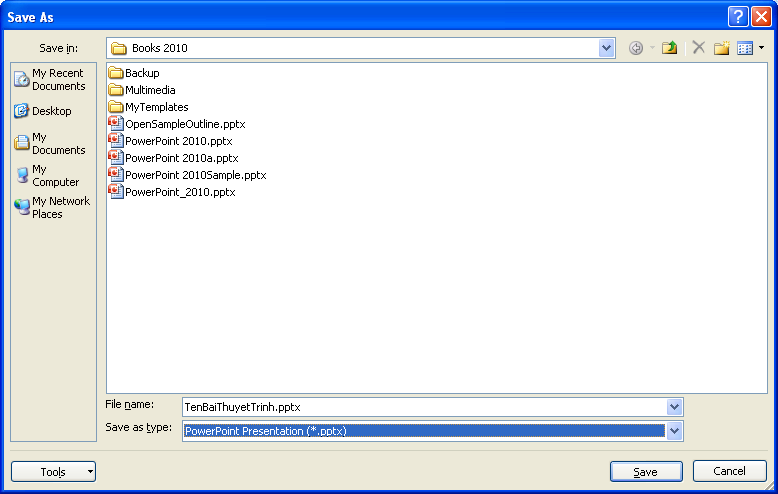 Save As
Save in:
Books 2010
My Recent
Documents
Desktop
My
Documents
My
Computer
My Network
Places
Backup
Multimedia
MyTemplates
OpenSampleOutline.pptx
PowerPoint 2010.pptx
PowerPoint 2010a.pptx
PowerPoint 2010Sample.pptx
PowerPoint_2010.pptx
File name:
TenBaiThuyetTrinh.pptx
Save as type:
PowerPoint Presentation (*.pptx)
Tools
Save
Cancel